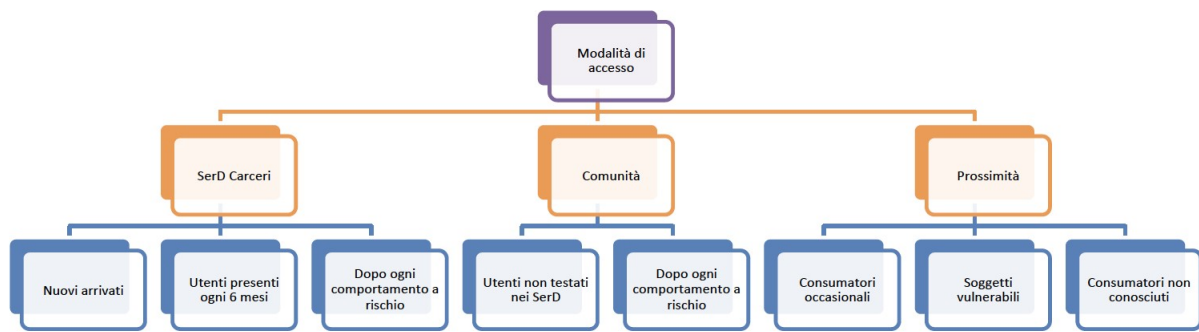 Modalità di
accesso
SerD Carceri
Comunità
Prossimità
Nuovi arrivati
Utenti presenti
ogni 6 mesi
Dopo ogni
comportamento a
rischio
Utenti non testati
nei SerD
Dopo ogni
comportamento a
rischio
Consumatori
occasionali
Soggetti
vulnerabili
Consumatori non
conosciuti